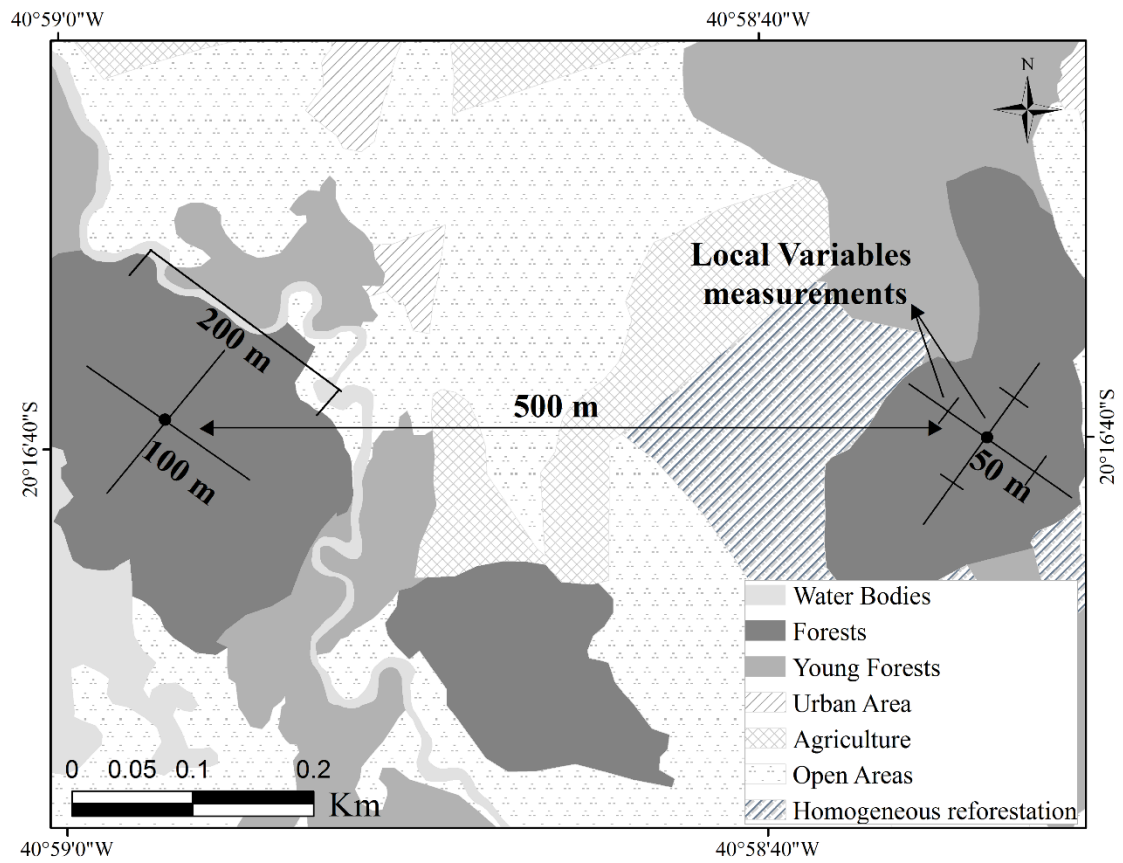 40°59'0"W
40°58'40"W
N
Local Variables
measurements
200 m
500 m
20°16'40"S
20°16'40"S
100 m
50 m
Water Bodies
Forests
Young Forests
Urban Area
Agriculture
Open Areas
Homogeneous reforestation
0 0.05 0.1 0.2
Km
40°59'0"W
40°58'40"W